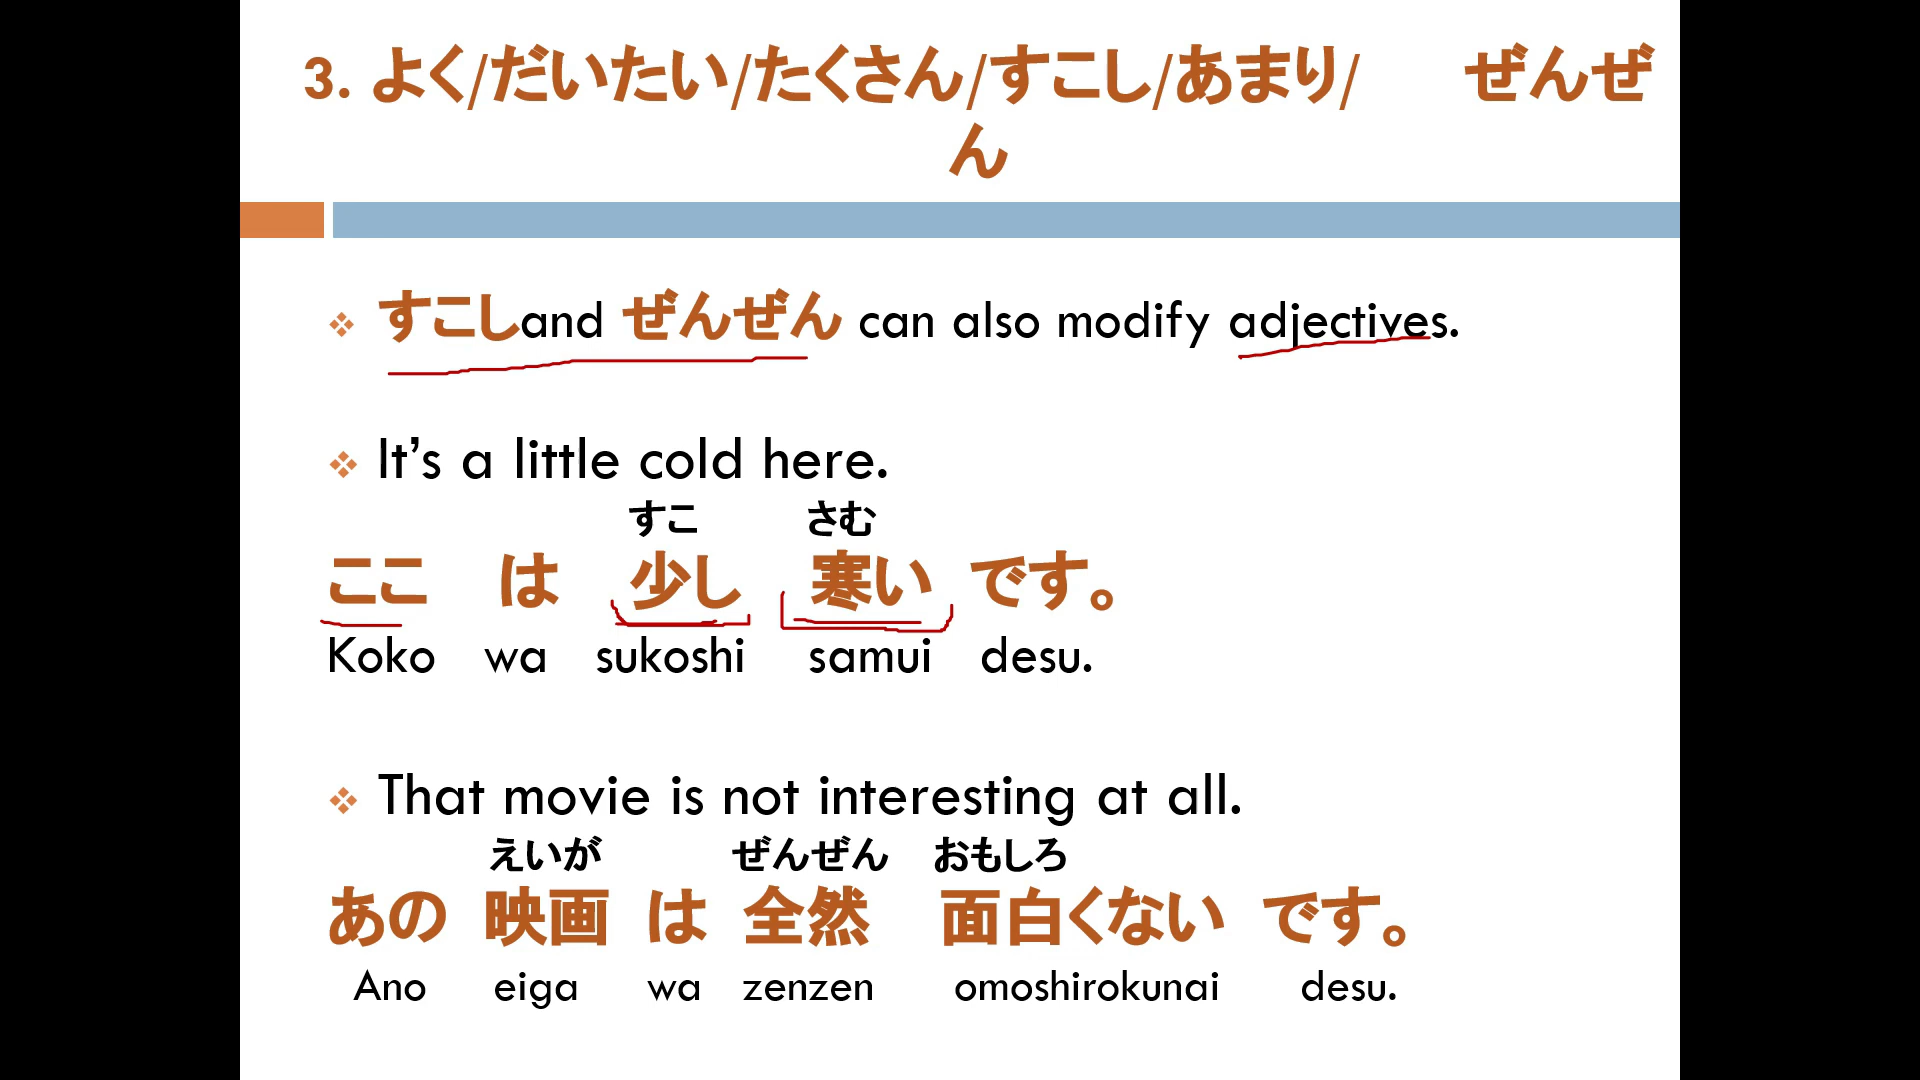 3. よく/だいたい/たくさん/すこし/あまり/　　ぜんぜ
ん
すこしand ぜんぜん can also modify adjectives.
It’s a little cold here.
すこ　さむ
ここ　は　少し　寒い　です。
Koko wa sukoshi samui desu.
That movie is not interesting at all.
えいが　ぜんぜん　おもしろ
あの 映画 は 全然　面白くない　です。
Ano eiga wa zenzen omoshirokunai desu.